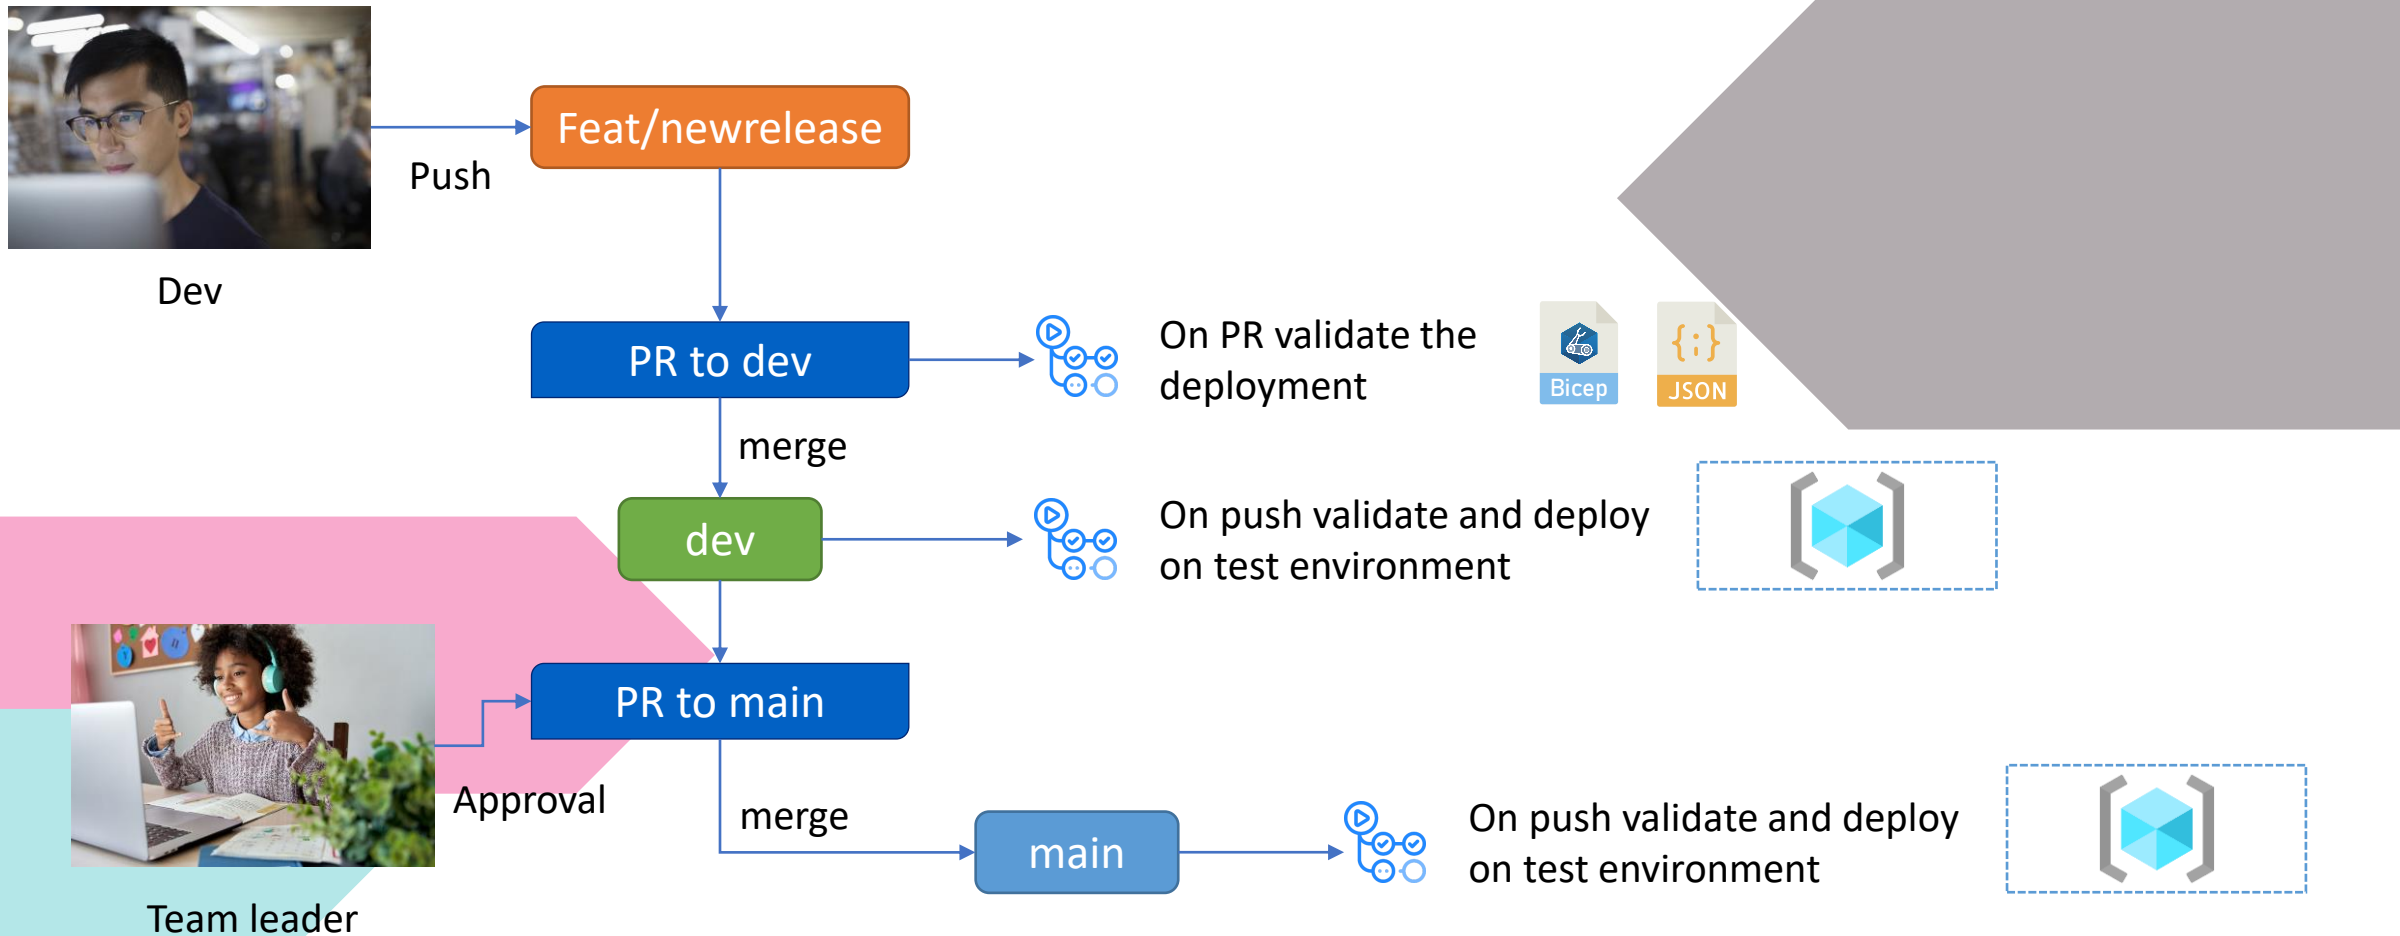 Feat/newrelease
Push
Dev
PR to dev
On PR validate the
deployment
Bicep
{;}
JSON
merge
dev
On push validate and deploy
on test environment
PR to main
Approval
merge
main
On push validate and deploy
on test environment
Team leader